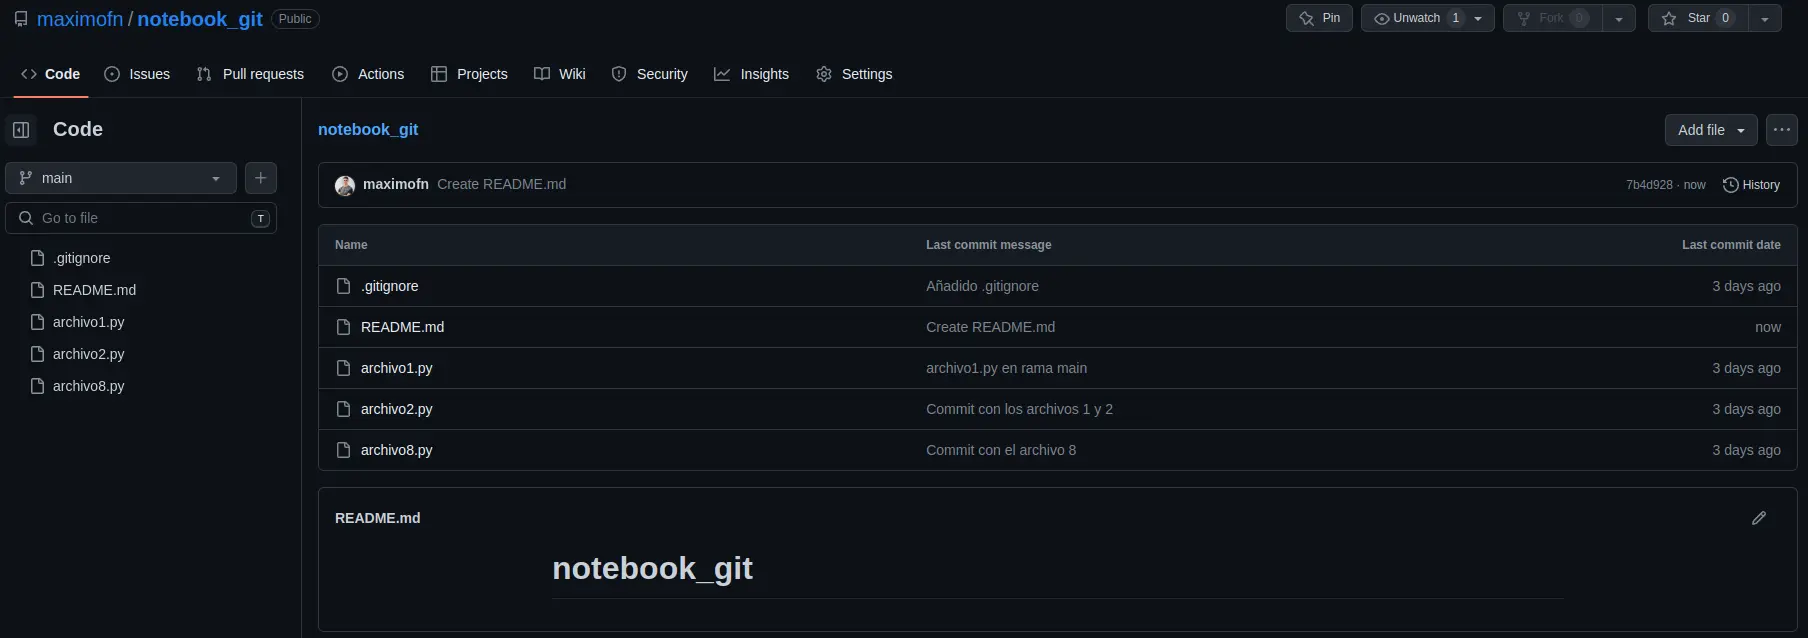 maximofn / notebook_git Public Pin Unwatch 1 Fork 0 Star 0
Code Issues Pull requests Actions Projects Wiki Security Insights Settings
Code
main
Go to file T
.gitignore
README.md
archivo1.py
archivo2.py
archivo8.py
notebook_git Add file
maximofn Create README.md 7b4d928 · now History
Name Last commit message Last commit date
.gitignore Añadido .gitignore 3 days ago
README.md Create README.md now
archivo1.py archivo1.py en rama main 3 days ago
archivo2.py Commit con los archivos 1 y 2 3 days ago
archivo8.py Commit con el archivo 8 3 days ago
README.md
notebook_git